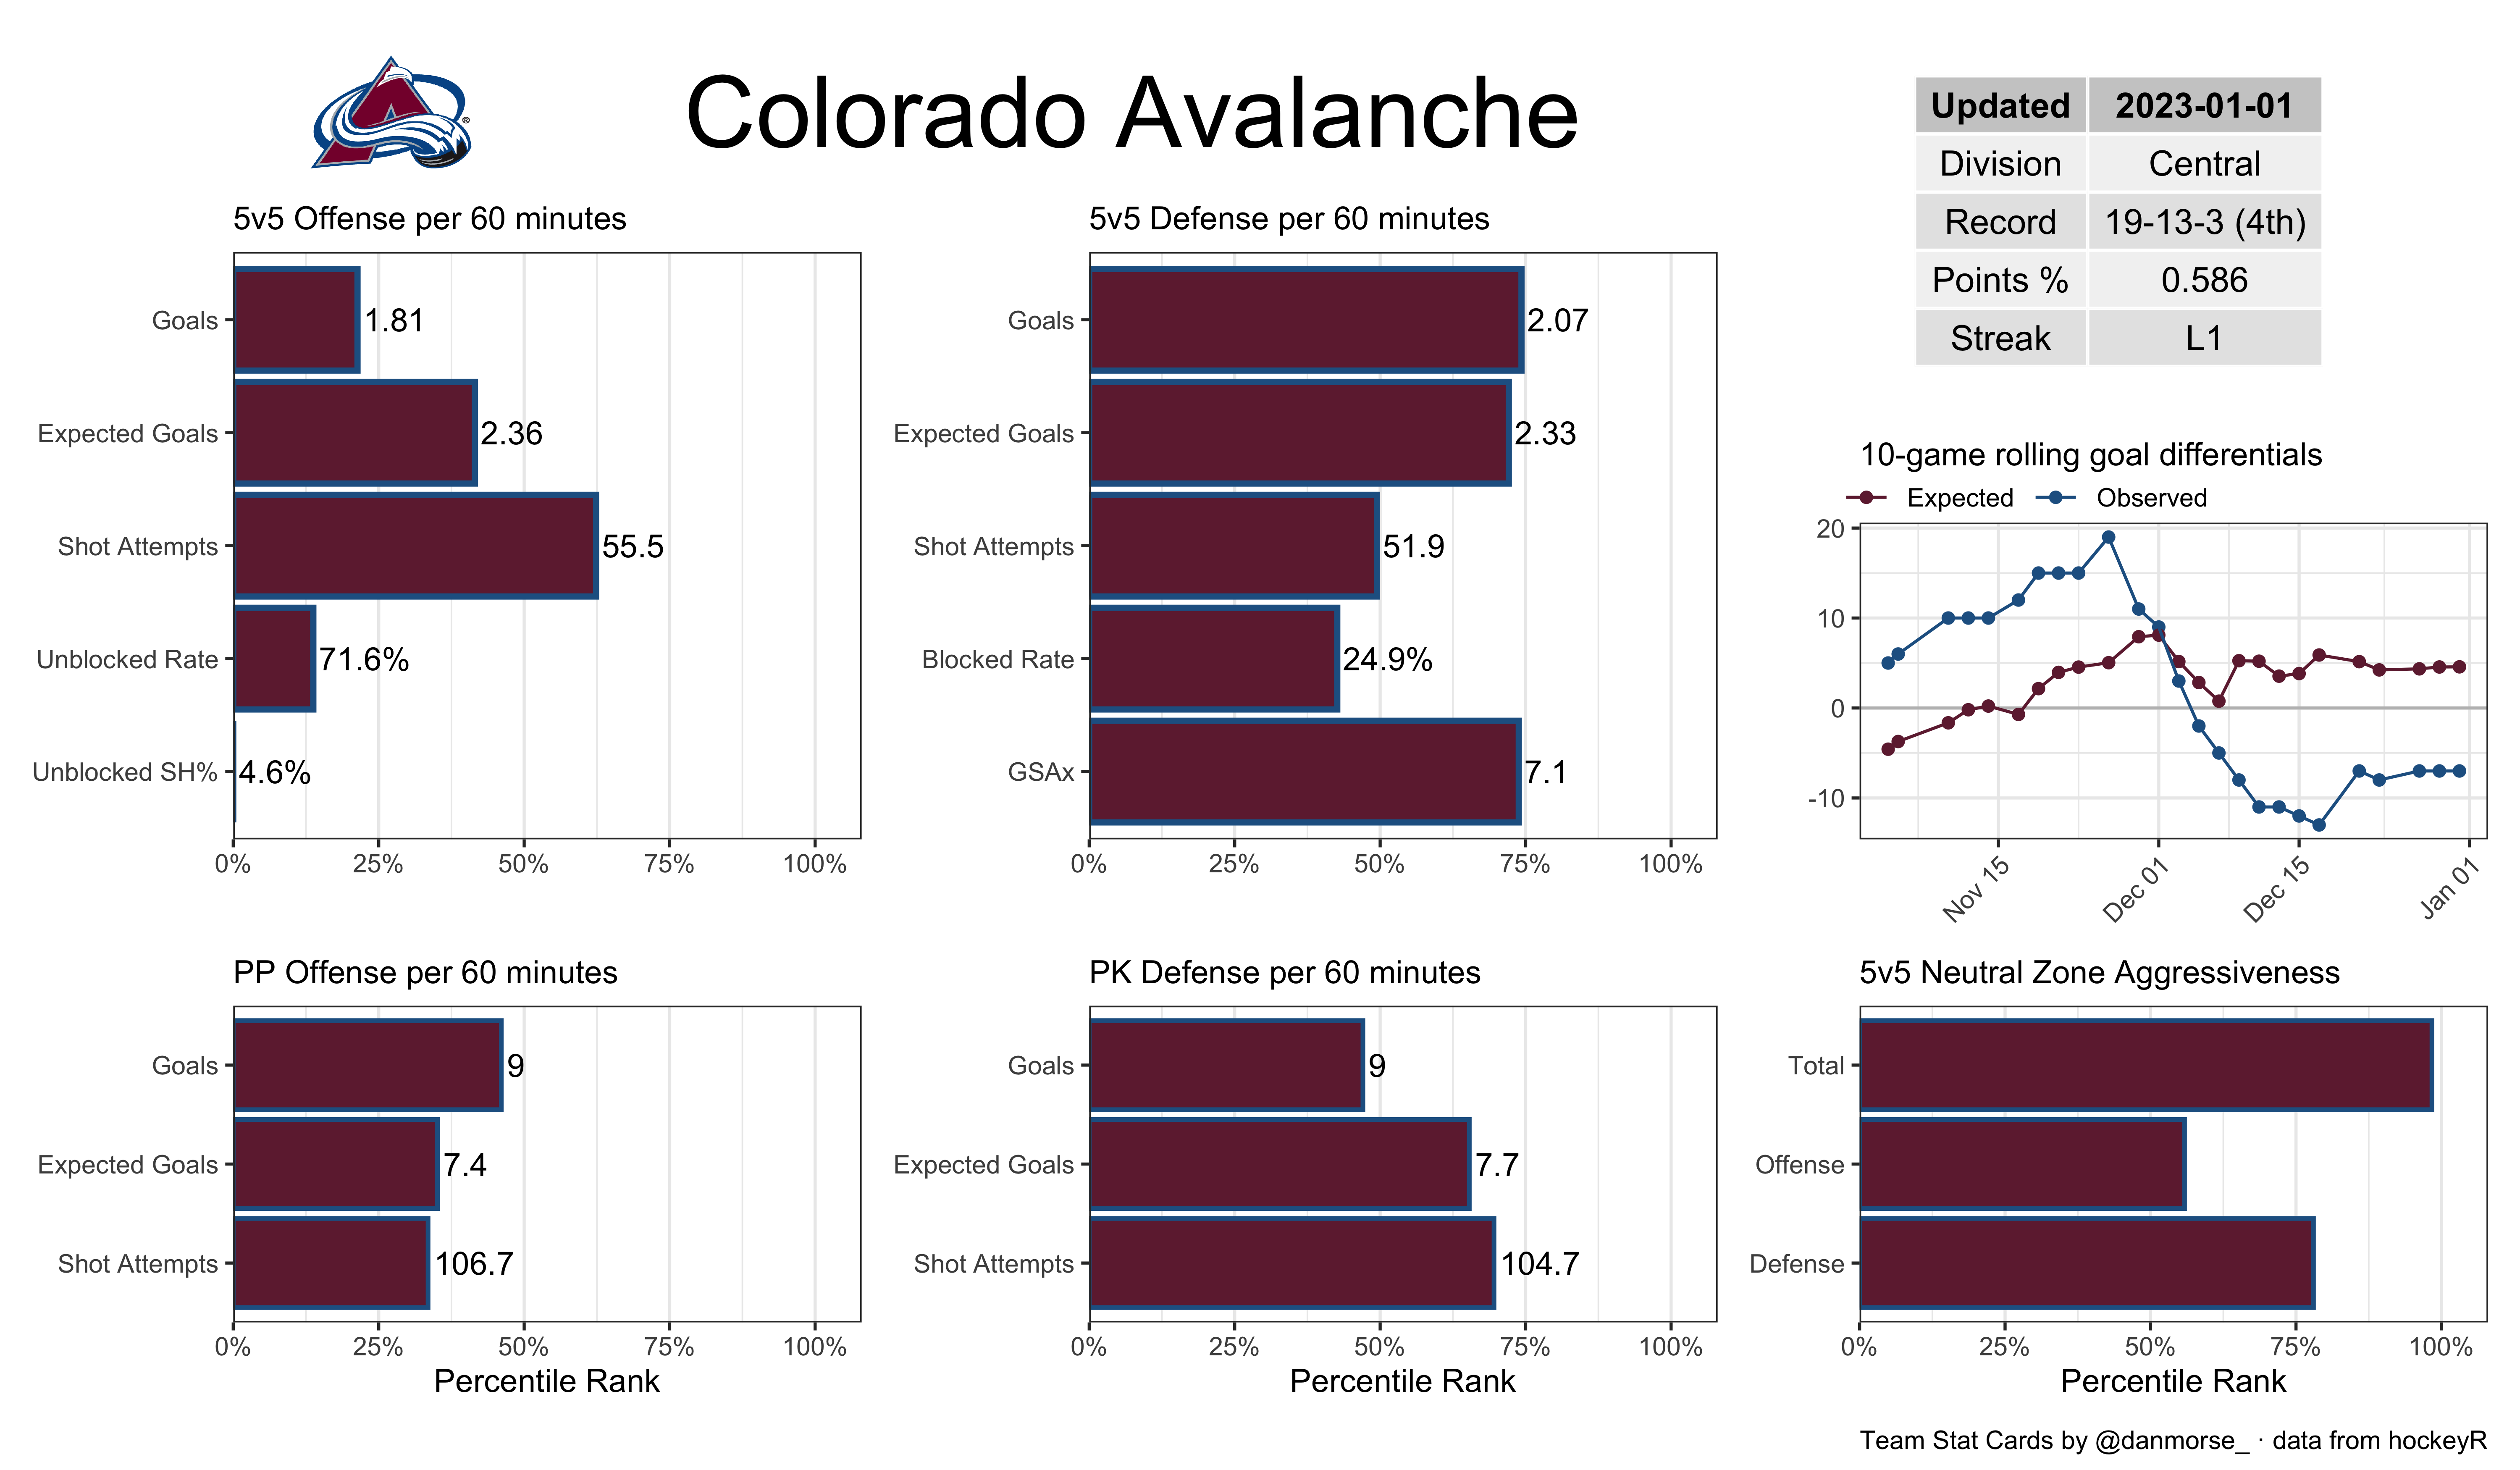 Colorado Avalanche
Updated 2023-01-01
Division Central
Record 19-13-3 (4th)
Points % 0.586
Streak L1
5v5 Offense per 60 minutes
Goals 1.81
Expected Goals 2.36
Shot Attempts 55.5
Unblocked Rate 71.6%
Unblocked SH% 4.6%
0% 25% 50% 75% 100%
5v5 Defense per 60 minutes
Goals 2.07
Expected Goals 2.33
Shot Attempts 51.9
Blocked Rate 24.9%
GSAx 7.1
0% 25% 50% 75% 100%
10-game rolling goal differentials
Expected Observed
20
10
0
-10
Nov 15 Dec 01 Dec 15 Jan 01
PP Offense per 60 minutes
Goals 9
Expected Goals 7.4
Shot Attempts 106.7
0% 25% 50% 75% 100%
Percentile Rank
PK Defense per 60 minutes
Goals 9
Expected Goals 7.7
Shot Attempts 104.7
0% 25% 50% 75% 100%
Percentile Rank
5v5 Neutral Zone Aggressiveness
Total
Offense
Defense
0% 25% 50% 75% 100%
Percentile Rank
Team Stat Cards by @danmorse_ · data from hockeyR